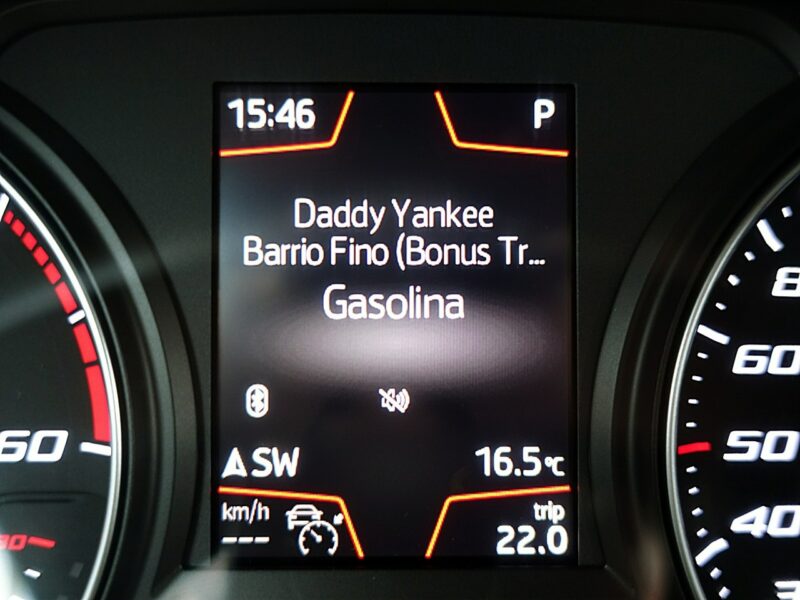 15:46 P
Daddy Yankee
Barrio Fino (Bonus Tr...
Gasolina
SW 16.5°C
km/h trip
--- 22.0
60
80
60
50
40